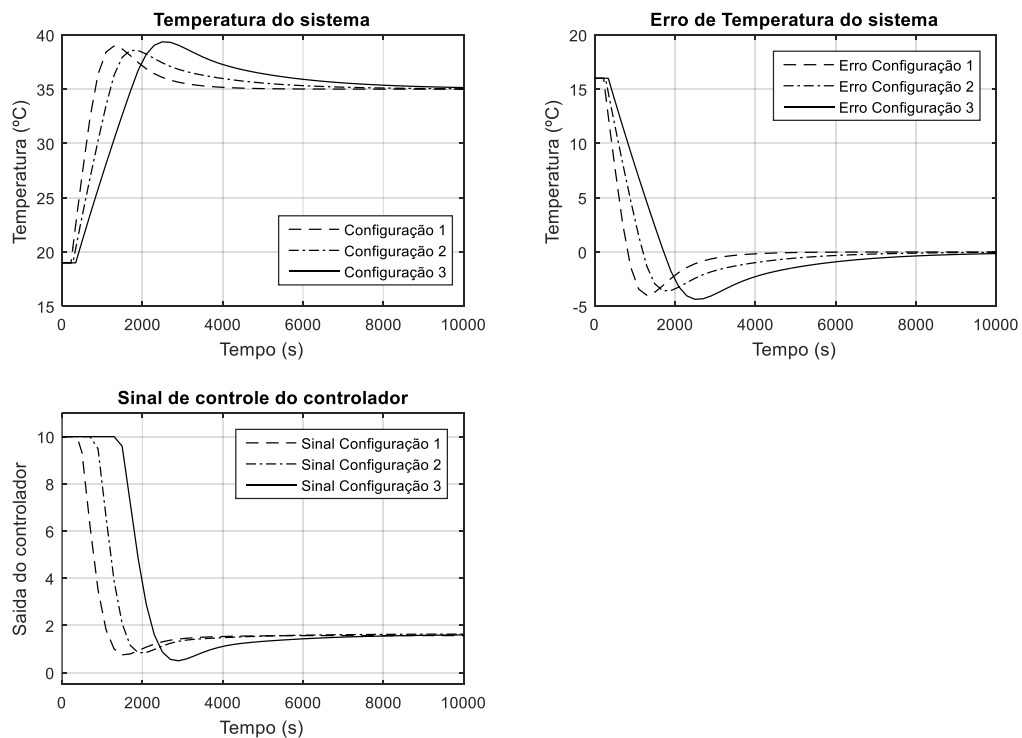 Temperatura do sistema
40
35
30
25
20
15
Temperatura (ºC)
Configuração 1
Configuração 2
Configuração 3
0 2000 4000 6000 8000 10000
Tempo (s)
Erro de Temperatura do sistema
20
15
10
5
0
-5
Temperatura (ºC)
Erro Configuração 1
Erro Configuração 2
Erro Configuração 3
0 2000 4000 6000 8000 10000
Tempo (s)
Sinal de controle do controlador
10
8
6
4
2
0
Saida do controlador
Sinal Configuração 1
Sinal Configuração 2
Sinal Configuração 3
0 2000 4000 6000 8000 10000
Tempo (s)